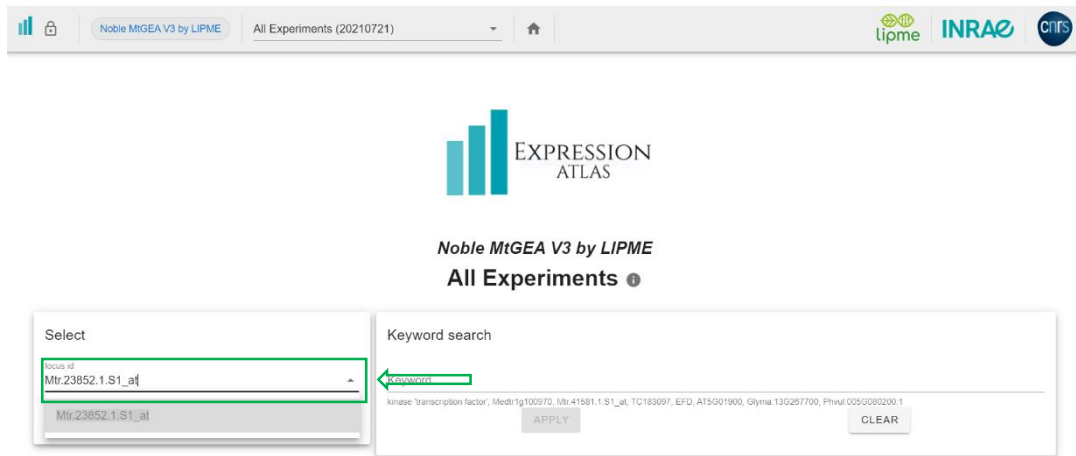 Noble MtGEA V3 by LIPME
All Experiments (20210721)
lipme
INRAE
cnrs
EXPRESSION
ATLAS
Noble MtGEA V3 by LIPME
All Experiments
Select
locus id
Mtr.23852.1.S1_at
Mtr.23852.1.S1_at
Keyword search
Keyword
kinase 'transcription factor', Medtr1g100970, Mtr.41581.1.S1_at, TC183097, EFD, AT5G01900, Glyma.13G267700, Phvul.005G080200.1
APPLY
CLEAR